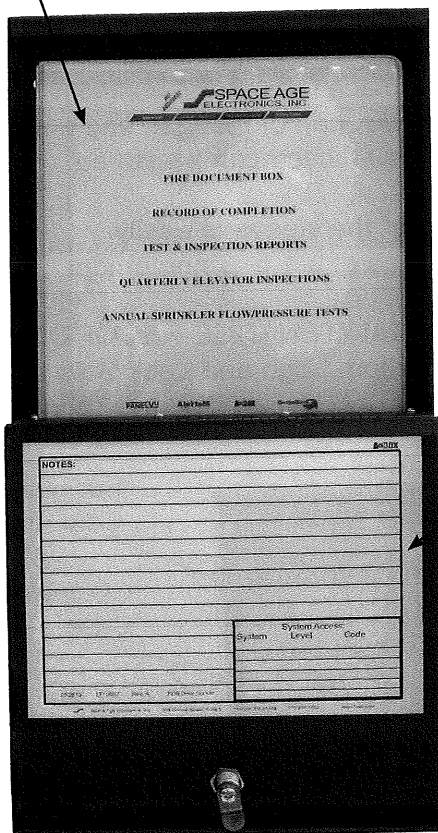 SPACE AGE
ELECTRONICS, INC
FIRE DOCUMENT BOX
RECORD OF COMPLETION
TEST & INSPECTION REPORTS
QUARTERLY ELEVATOR INSPECTIONS
ANNUAL SPRINKLER FLOW/PRESSURE TESTS
NOTES:
System Access:
System Level Code